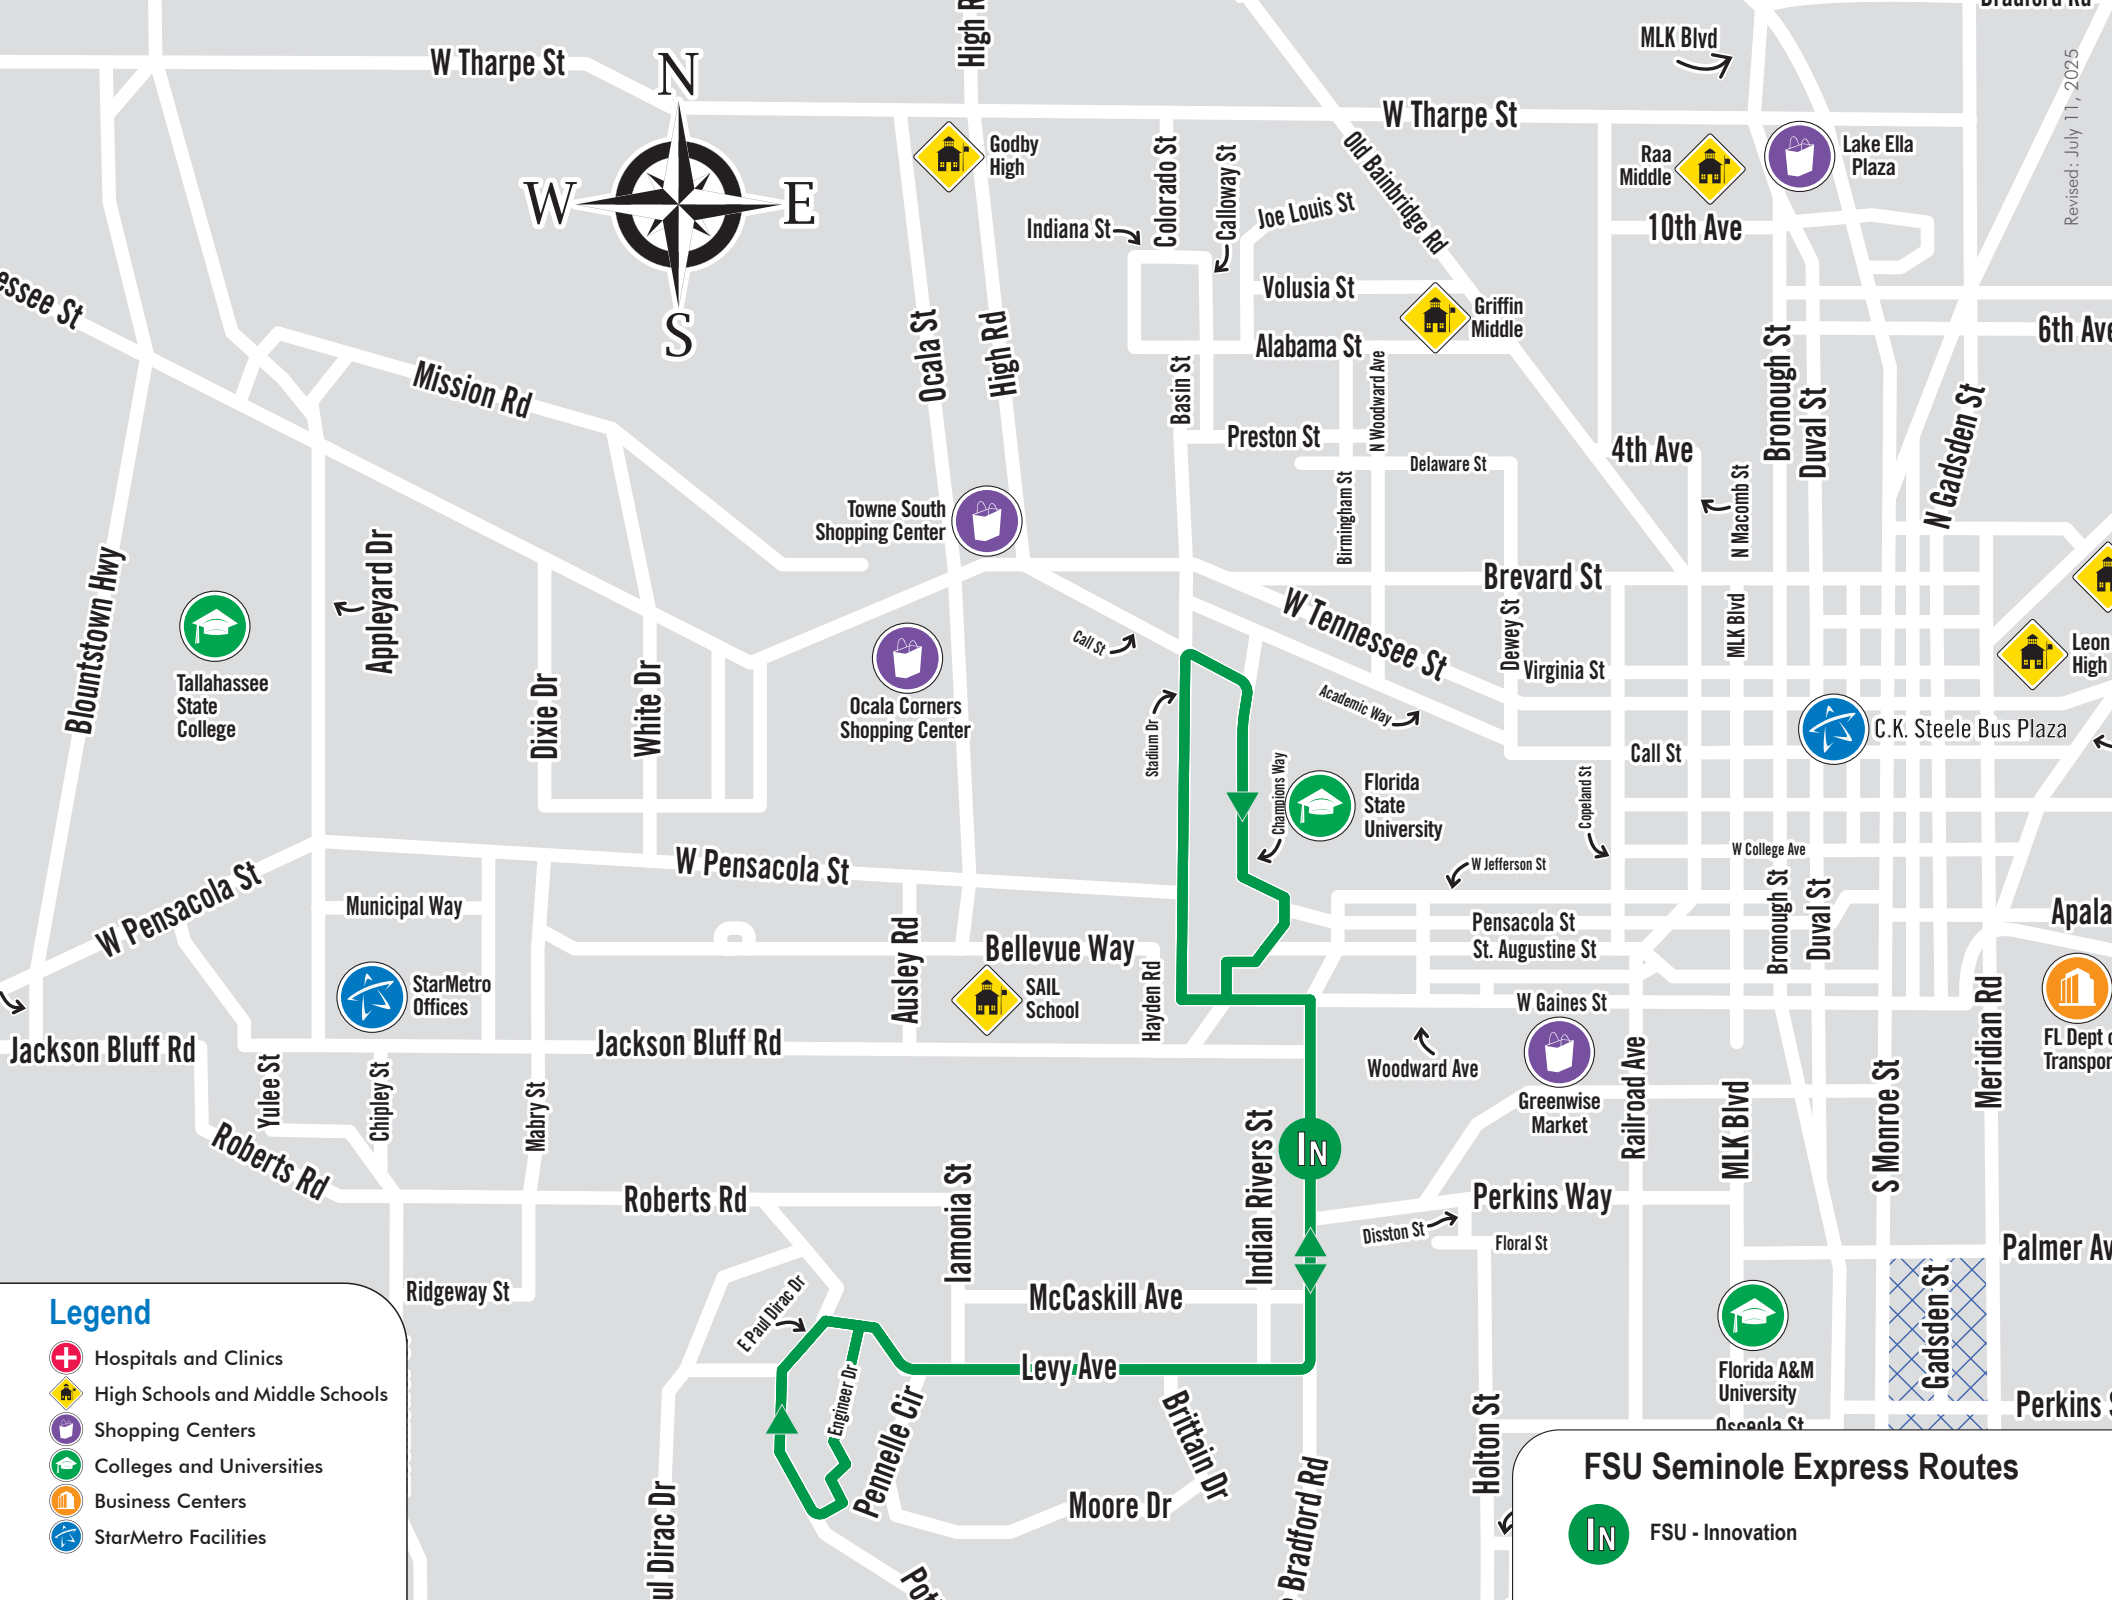 Bradford Rd
MLK Blvd
High R
W Tharpe St
N
W Tharpe St
Revised: July 11, 2025
Godby
High
Colorado St
Calloway St
Old Bainbridge Rd
Raa
Middle
Lake Ella
Plaza
W
E
Indiana St
Joe Louis St
10th Ave
essee St
S
Volusia St
Griffin
Middle
6th Ave
Ocala St
High Rd
Alabama St
Mission Rd
Basin St
N Woodward Ave
Bronough St
Duval St
N Gadsden St
Preston St
4th Ave
Delaware St
Birmingham St
N Macomb St
Towne South
Shopping Center
Blountstown Hwy
Appleyard Dr
Brevard St
W Tennessee St
Dewey St
MLK Blvd
Call St
Leon
High
Tallahassee
State
College
Dixie Dr
White Dr
Ocala Corners
Shopping Center
Virginia St
Academic Way
Stadium Dr
C.K. Steele Bus Plaza
Call St
Champions Way
Florida
State
University
Copeland St
W Pensacola St
W College Ave
W Jefferson St
W Pensacola St
Municipal Way
Ausley Rd
Bronough St
Duval St
Pensacola St
Apala
Bellevue Way
St. Augustine St
StarMetro
Offices
SAIL
School
Hayden Rd
W Gaines St
Meridian Rd
Jackson Bluff Rd
Jackson Bluff Rd
FL Dept o
Transpor
Woodward Ave
Yulee St
Chipley St
Mabry St
Greenwise
Market
Railroad Ave
MLK Blvd
S Monroe St
Roberts Rd
IN
Indian Rivers St
Iamonia St
Roberts Rd
Perkins Way
Disston St
Floral St
Palmer Av
Ridgeway St
McCaskill Ave
E Paul Dirac Dr
Gadsden St
Levy Ave
Florida A&M
University
Engineer Dr
Pennelle Cir
Brittain Dr
Holton St
Perkins S
Osceola St
Moore Dr
ul Dirac Dr
Bradford Rd
Pot
Legend
Hospitals and Clinics
High Schools and Middle Schools
Shopping Centers
Colleges and Universities
Business Centers
StarMetro Facilities
FSU Seminole Express Routes
IN
FSU - Innovation